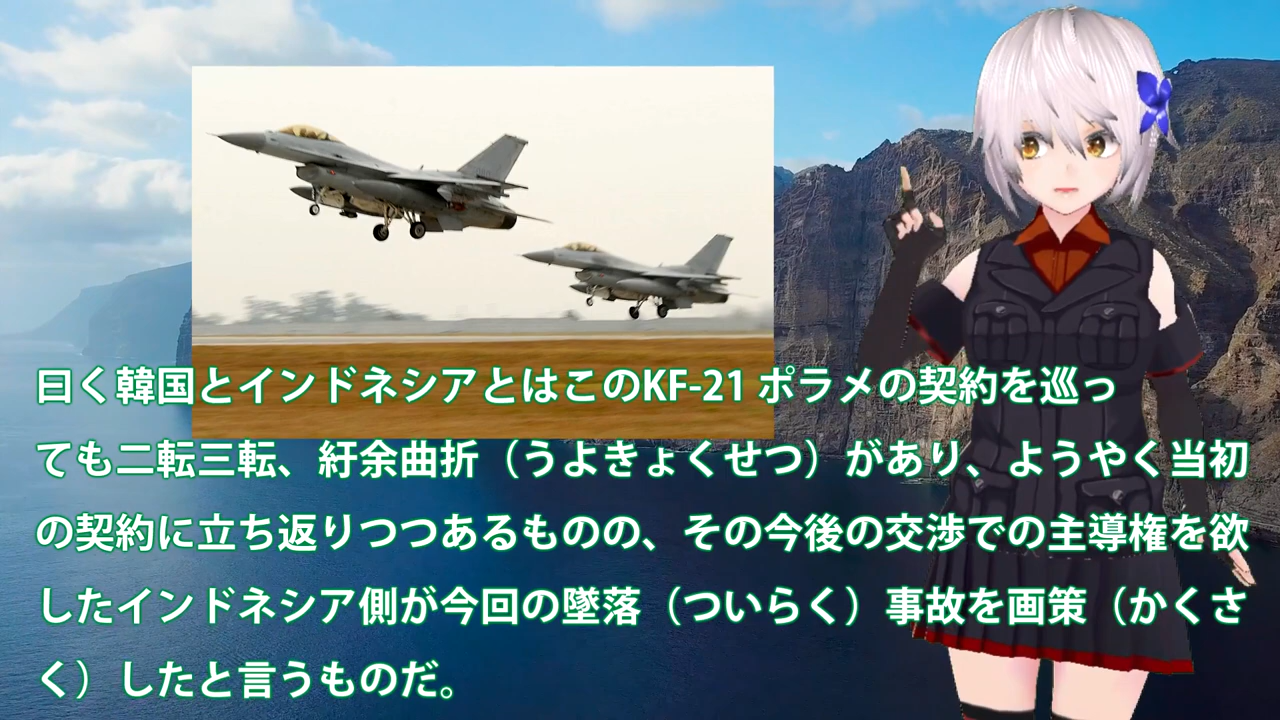 曰く韓国とインドネシアとはこのKF-21 ポラメの契約を巡っ
ても二転三転、紆余曲折（うよきょくせつ）があり、ようやく当初
の契約に立ち返りつつあるものの、その今後の交渉での主導権を欲
したインドネシア側が今回の墜落（ついらく）事故を画策（かくさ
く）したと言うものだ。